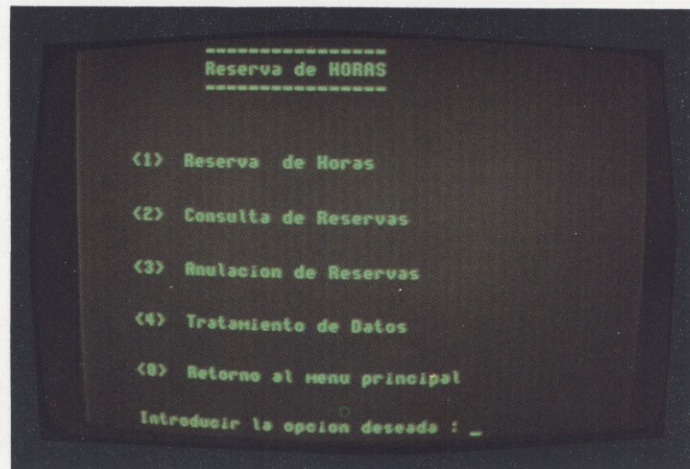 Reserva de HORAS
<1> Reserva de Horas
<2> Consulta de Reservas
<3> Anulacion de Reservas
<4> Tratamiento de Datos
<0> Retorno al menu principal
Introducir la opcion deseada : _